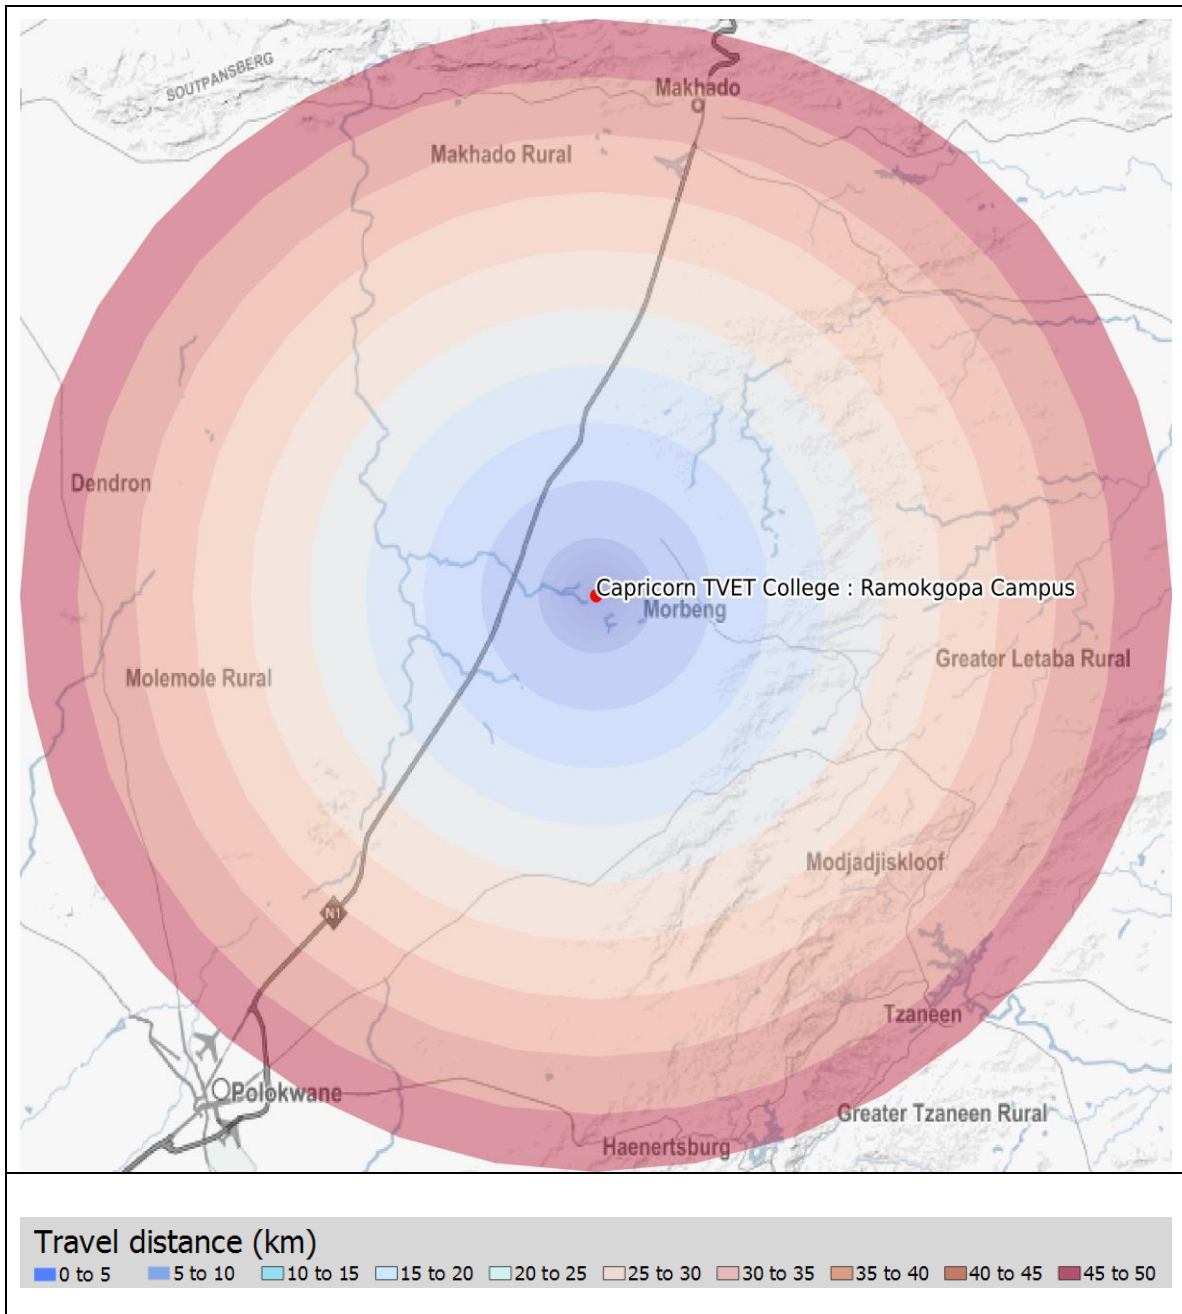 SOUTPANSBERG
Makhado
Makhado Rural
Dendron
Capricorn TVET College : Ramokgopa Campus
Morbeng
Greater Letaba Rural
Molemole Rural
Modjadjiskloof
N1
Tzaneen
Polokwane
Greater Tzaneen Rural
Haenertsburg
Travel distance (km)
0 to 5 5 to 10 10 to 15 15 to 20 20 to 25 25 to 30 30 to 35 35 to 40 40 to 45 45 to 50